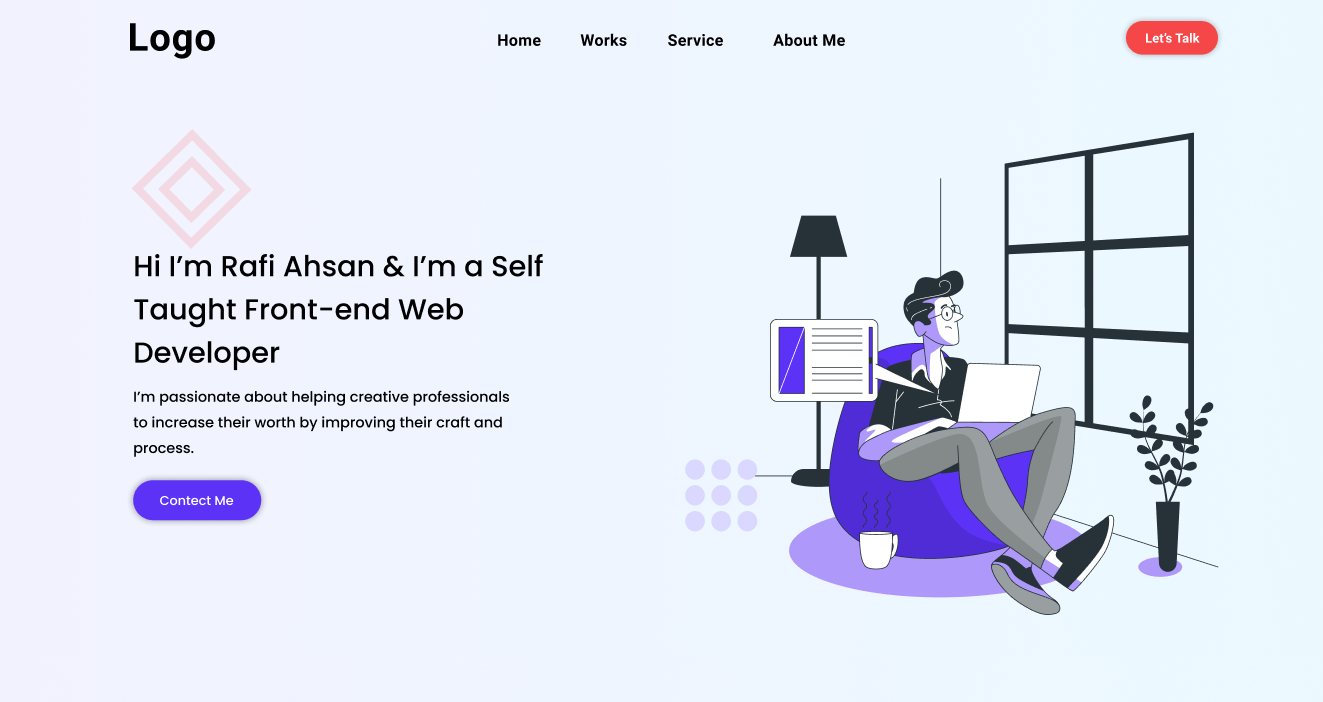 Logo
Home Works Service About Me
Let’s Talk
Hi I’m Rafi Ahsan & I’m a Self
Taught Front-end Web
Developer
I’m passionate about helping creative professionals
to increase their worth by improving their craft and
process.
Contect Me